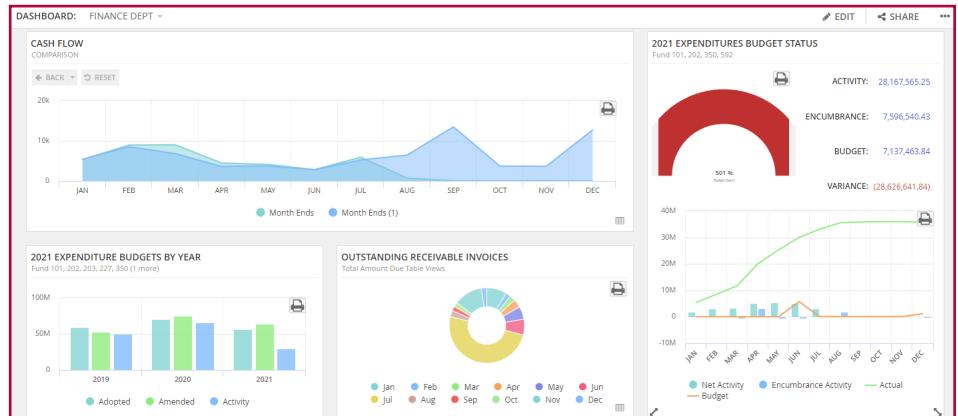 DASHBOARD: FINANCE DEPT
EDIT SHARE
CASH FLOW
COMPARISON
BACK RESET
20k
10k
0
JAN FEB MAR APR MAY JUN JUL AUG SEP OCT NOV DEC
Month Ends Month Ends (1)
2021 EXPENDITURES BUDGET STATUS
Fund 101, 202, 350, 592
ACTIVITY: 28,167,565.25
ENCUMBRANCE: 7,596,540.43
BUDGET: 7,137,463.84
VARIANCE: (28,626,641.84)
501 %
Budget Spent
40M
30M
20M
10M
0
-10M
JAN FEB MAR APR MAY JUN JUL AUG SEP OCT NOV DEC
Net Activity Encumbrance Activity Actual
Budget
2021 EXPENDITURE BUDGETS BY YEAR
Fund 101, 202, 203, 227, 350 (1 more)
100M
50M
0
2019 2020 2021
Adopted Amended Activity
OUTSTANDING RECEIVABLE INVOICES
Total Amount Due Table Views
Jan Feb Mar Apr May Jun
Jul Aug Sep Oct Nov Dec